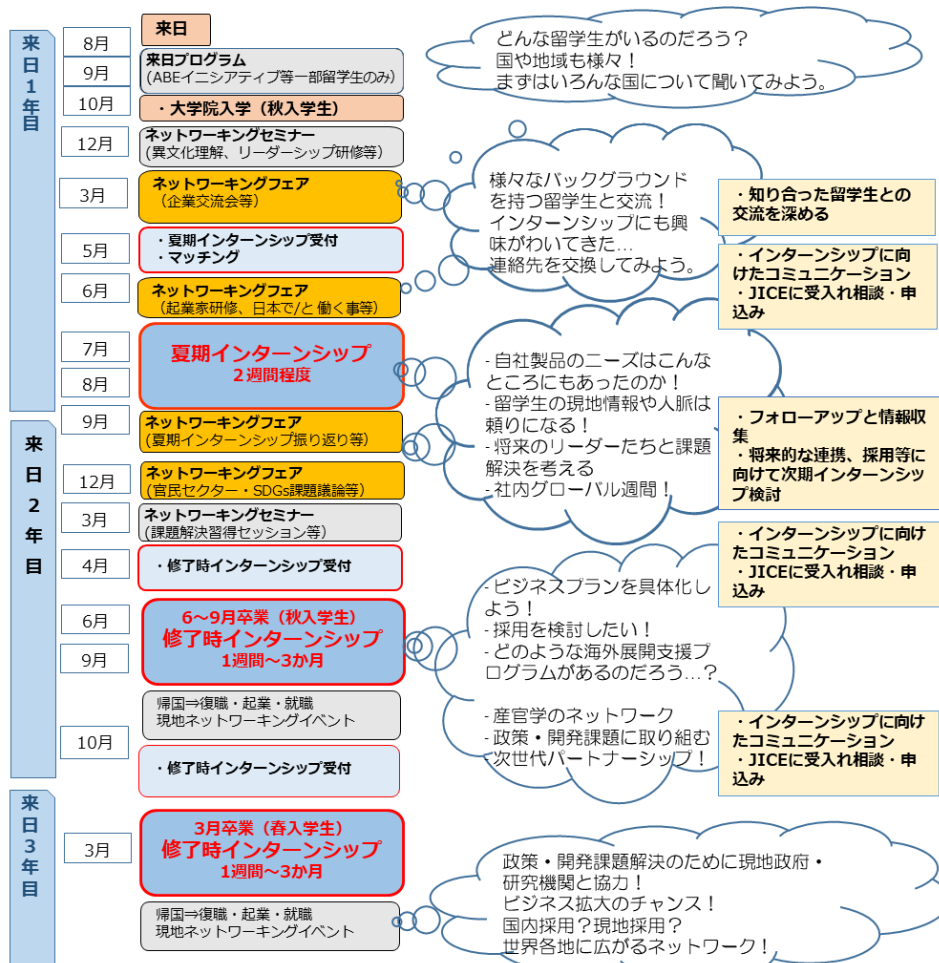 来日1年目
8月
来日
9月
来日プログラム
(ABEイニシアティブ等一部留学生のみ)
10月
・大学院入学（秋入学生）
12月
ネットワーキングセミナー
(異文化理解、リーダーシップ研修等)
3月
ネットワーキングフェア
（企業交流会等）
5月
・夏期インターンシップ受付
・マッチング
6月
ネットワーキングフェア
（起業家研修、日本で/と働く事等）
7月
8月
夏期インターンシップ
２週間程度
来日２年目
9月
ネットワーキングフェア
(夏期インターンシップ振り返り等)
12月
ネットワーキングフェア
(官民セクター・SDGs課題議論等)
3月
ネットワーキングセミナー
(課題解決習得セッション等)
4月
・修了時インターンシップ受付
6月
9月
6～9月卒業（秋入学生）
修了時インターンシップ
1週間～3か月
帰国⇒復職・起業・就職
現地ネットワーキングイベント
10月
・修了時インターンシップ受付
来日3年目
3月
3月卒業（春入学生）
修了時インターンシップ
1週間～3か月
帰国⇒復職・起業・就職
現地ネットワーキングイベント
どんな留学生がいるのだろう？
国や地域も様々！
まずはいろんな国について聞いてみよう。
様々なバックグラウンド
を持つ留学生と交流！
インターンシップにも興
味がわいてきた…
連絡先を交換してみよう。
・知り合った留学生との
交流を深める
・インターンシップに向
けたコミュニケーション
・JICEに受入れ相談・申
込み
- 自社製品のニーズはこんな
ところにもあったのか！
- 留学生の現地情報や人脈は
頼りになる！
- 将来のリーダーたちと課題
解決を考える
- 社内グローバル週間！
・フォローアップと情報収
集
・将来的な連携、採用等に
向けて次期インターンシッ
プ検討
・インターンシップに向け
たコミュニケーション
・JICEに受入れ相談・申
込み
- ビジネスプランを具体化し
よう！
- 採用を検討したい！
- どのような海外展開支援プ
ログラムがあるのだろう…？
- 産官学のネットワーク
- 政策・開発課題に取り組む
次世代パートナーシップ！
・インターンシップに向け
たコミュニケーション
・JICEに受入れ相談・申
込み
政策・開発課題解決のために現地政府・
研究機関と協力！
ビジネス拡大のチャンス！
国内採用？現地採用？
世界各地に広がるネットワーク！